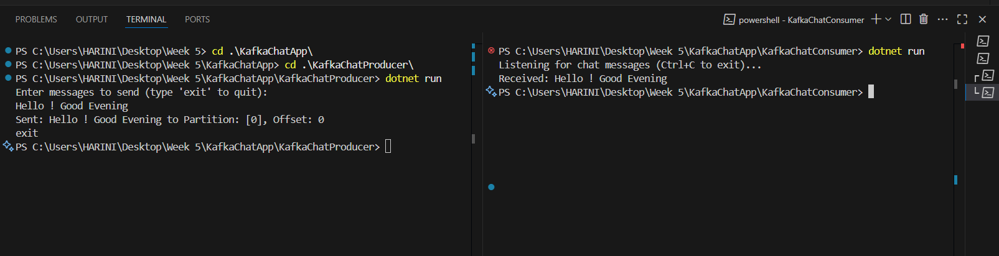 PROBLEMS OUTPUT TERMINAL PORTS
powershell - KafkaChatConsumer
PS C:\Users\HARINI\Desktop\Week 5> cd .\KafkaChatApp\
PS C:\Users\HARINI\Desktop\Week 5\KafkaChatApp> cd .\KafkaChatProducer\
PS C:\Users\HARINI\Desktop\Week 5\KafkaChatApp\KafkaChatProducer> dotnet run
Enter messages to send (type 'exit' to quit):
Hello ! Good Evening
Sent: Hello ! Good Evening to Partition: [0], Offset: 0
exit
PS C:\Users\HARINI\Desktop\Week 5\KafkaChatApp\KafkaChatProducer>
PS C:\Users\HARINI\Desktop\Week 5\KafkaChatApp\KafkaChatConsumer> dotnet run
Listening for chat messages (Ctrl+C to exit)...
Received: Hello ! Good Evening
PS C:\Users\HARINI\Desktop\Week 5\KafkaChatApp\KafkaChatConsumer>